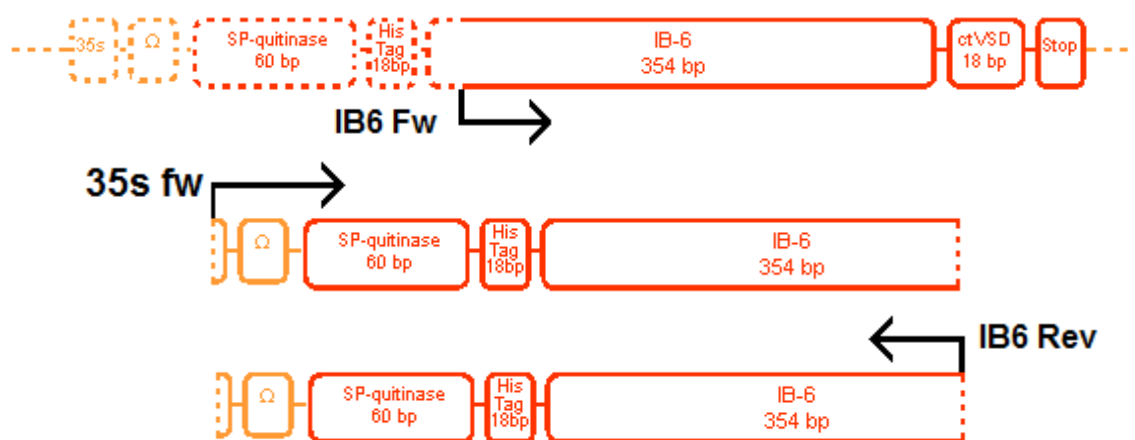 35s
Ω
SP-quitinase
60 bp
His
Tag
18bp
IB-6
354 bp
ctVSD
18 bp
Stop
IB6 Fw
35s fw
Ω
SP-quitinase
60 bp
His
Tag
18bp
IB-6
354 bp
IB6 Rev
Ω
SP-quitinase
60 bp
His
Tag
18bp
IB-6
354 bp